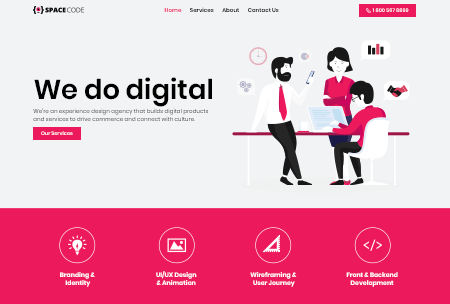 {•} SPACECODE
Home Services About Contact Us
1 800 597 8809
We do digital
We're an experience design agency that builds digital products
and services to drive commerce and connect with culture.
Our Services
Branding &
Identity
UI/UX Design
& Animation
Wireframing &
User Journey
</>
Front & Backend
Development